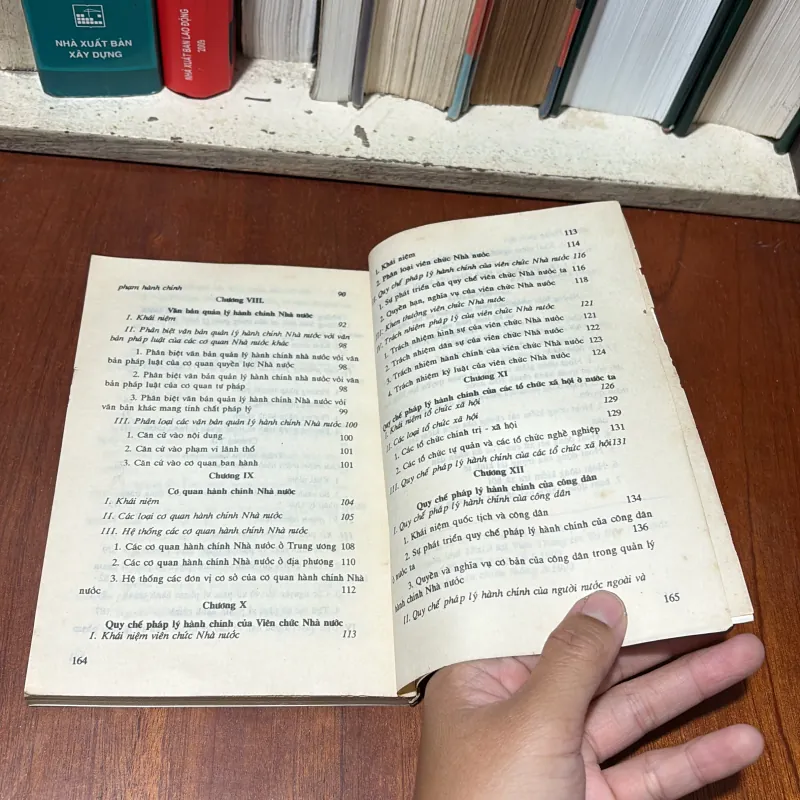 NHÀ XUẤT BẢN
XÂY DỰNG
NHÀ XUẤT BẢN LAO ĐỘNG
2005
phạm hành chính 90
Chương VIII.
Văn bản quản lý hành chính Nhà nước
I. Khái niệm 92
II. Phân biệt văn bản quản lý hành chính Nhà nước với văn
bản pháp luật của các cơ quan Nhà nước khác 98
1. Phân biệt văn bản quản lý hành chính nhà nước vói văn
bản pháp luật của cơ quan quyền lực Nhà nước 98
2. Phân biệt văn bản quản lý hành chính Nhà nước vỏi văn
bản pháp luật của cơ quan tư pháp 98
3. Phân biệt văn bản quản lý hành chính Nhà nước vỏi
văn bản khác mang tính chất pháp lý 99
III. Phân loại các văn bản quản lý hành chính Nhà nước 100
1. Căn cứ vào nội dung 100
2. Căn cứ vào phạm vi lãnh thổ 101
3. Căn cứ vào cơ quan ban hành 101
Chương IX
Cơ quan hành chính Nhà nước
I. Khái niệm 104
II. Các loại cơ quan hành chính Nhà nước 105
III. Hệ thống các cơ quan hành chính Nhà nước
1. Các cơ quan hành chính Nhà nước ở Trung ương 108
2. Các cơ quan hành chính Nhà nước ở địa phương 110
3. Hệ thống các đơn vị cơ sở của cơ quan hành chính Nhà
nước 112
Chương X
Quy chế pháp lý hành chính của Viên chức Nhà nước
I. Khái niệm viên chức Nhà nước 113
164
1. Khái niệm 113
2. Phân loại viên chức Nhà nước 114
II. Quy chế pháp lý hành chính của viên chức Nhà nước 116
1. Sự phát triển của quy chế viên chức Nhà nước ta 116
2. Quyền hạn, nghĩa vụ của viên chức Nhà nước 118
III. Khen thưởng viên chức Nhà nước
IV. Trách nhiệm pháp lý của viên chức Nhà nước 121
1. Trách nhiệm hình sự của viên chức Nhà nước 121
2. Trách nhiệm dân sự của viên chức Nhà nước 122
3. Trách nhiệm hành chính của viên chức Nhà nước 123
4. Trách nhiệm kỷ luật của viên chức Nhà nước 124
Chương XI
Quy chế pháp lý hành chính của các tổ chức xã hội ở nước ta
I. Khái niệm tổ chức xã hội 126
II. Các loại tổ chức xã hội 129
1. Các tổ chức chính trị - xã hội 129
2. Các tổ chức tự quản và các tổ chức nghề nghiệp 131
III. Quy chế pháp lý hành chính của các tổ chức xã hội 131
Chương XII
Quy chế pháp lý hành chính của công dân
I. Quy chế pháp lý hành chính của công dân
1. Khái niệm quốc tịch và công dân 134
2. Sự phát triển quy chế pháp lý hành chính của công dân
nước ta 136
3. Quyền và nghĩa vụ cơ bản của công dân trong quản lý
hành chính Nhà nước
II. Quy chế pháp lý hành chính của người nước ngoài và
165